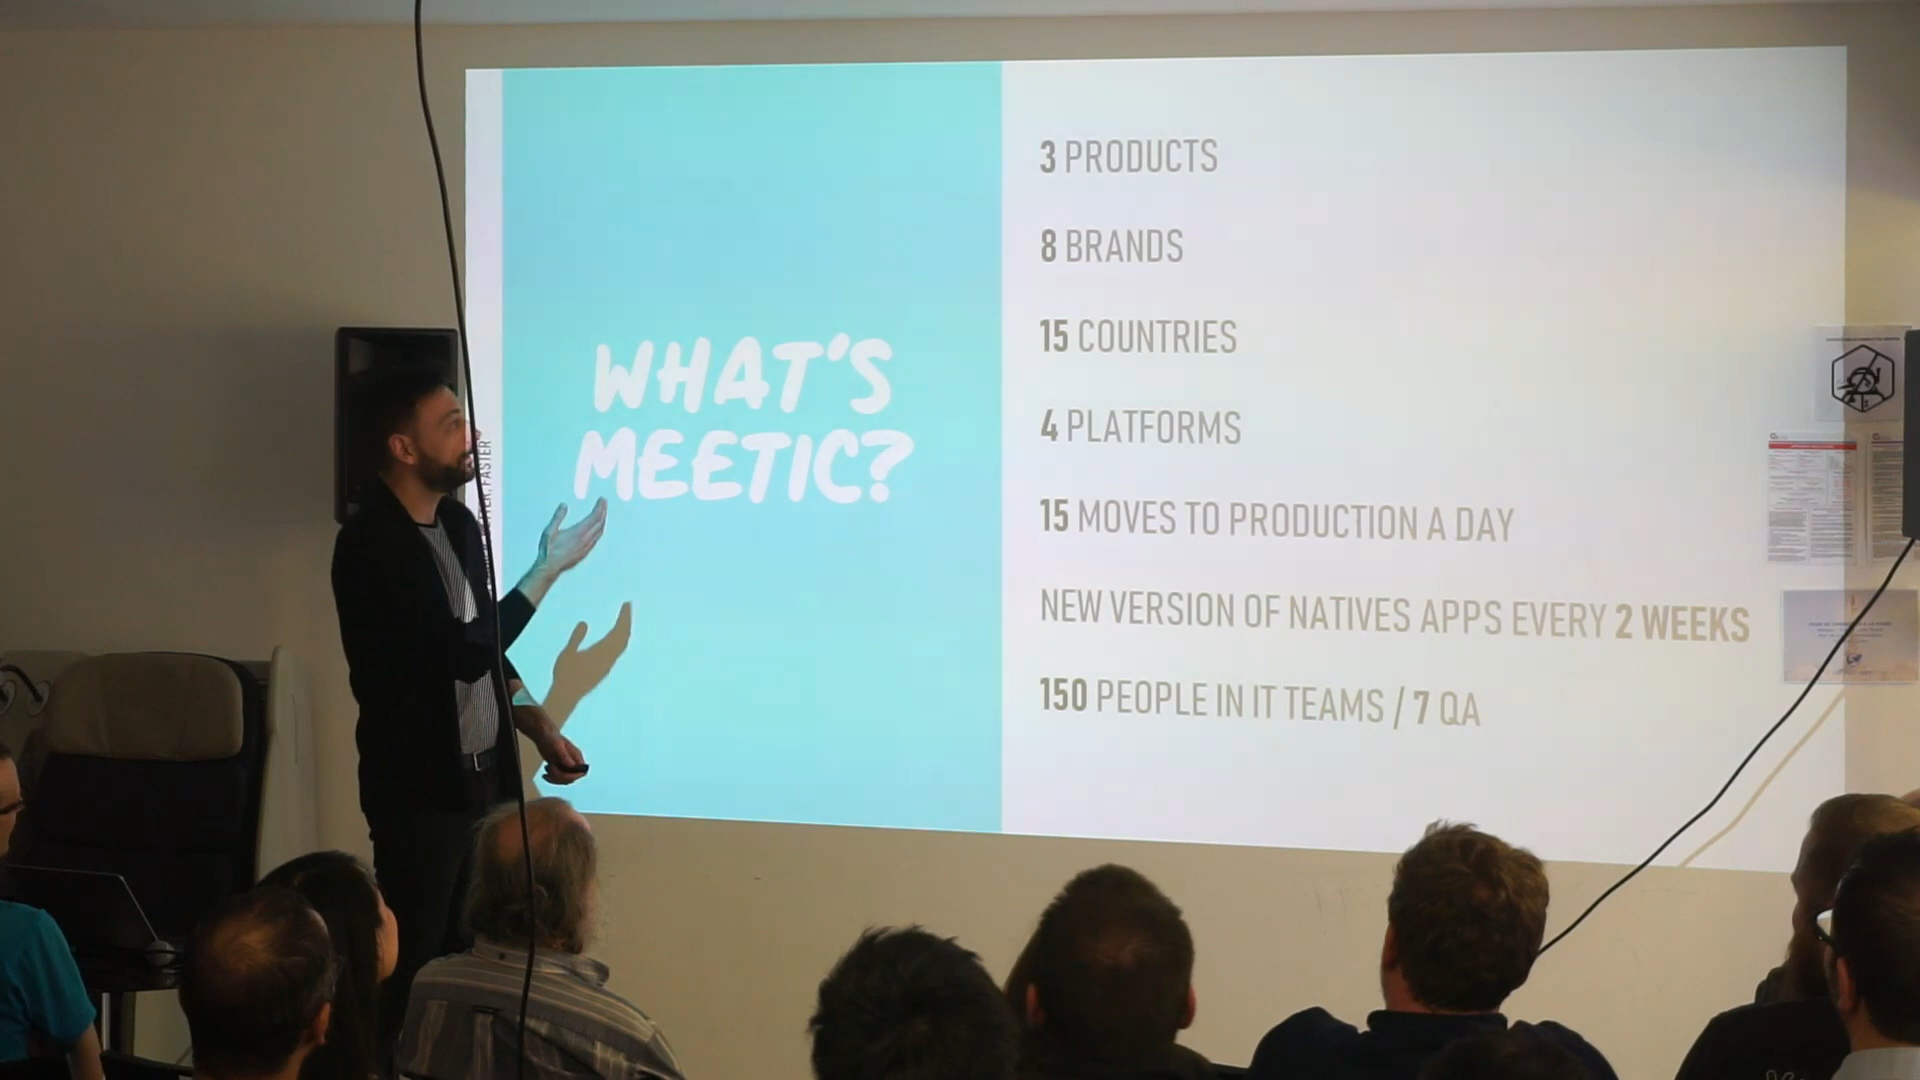 WHAT'S
MEETIC?
3 PRODUCTS
8 BRANDS
15 COUNTRIES
4 PLATFORMS
15 MOVES TO PRODUCTION A DAY
NEW VERSION OF NATIVES APPS EVERY 2 WEEKS
150 PEOPLE IN IT TEAMS / 7 QA
FASTER